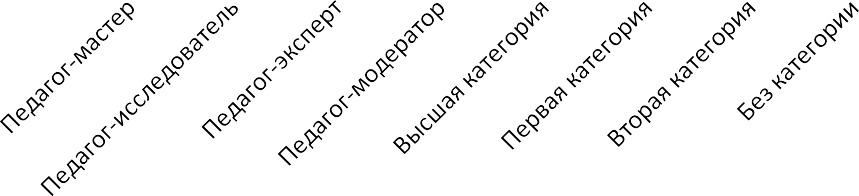 Педагог-мастер
Педагог-исследователь
Педагог-эксперт
Педагог-модератор
Высшая категория
Первая категория
Вторая категория
Без категории